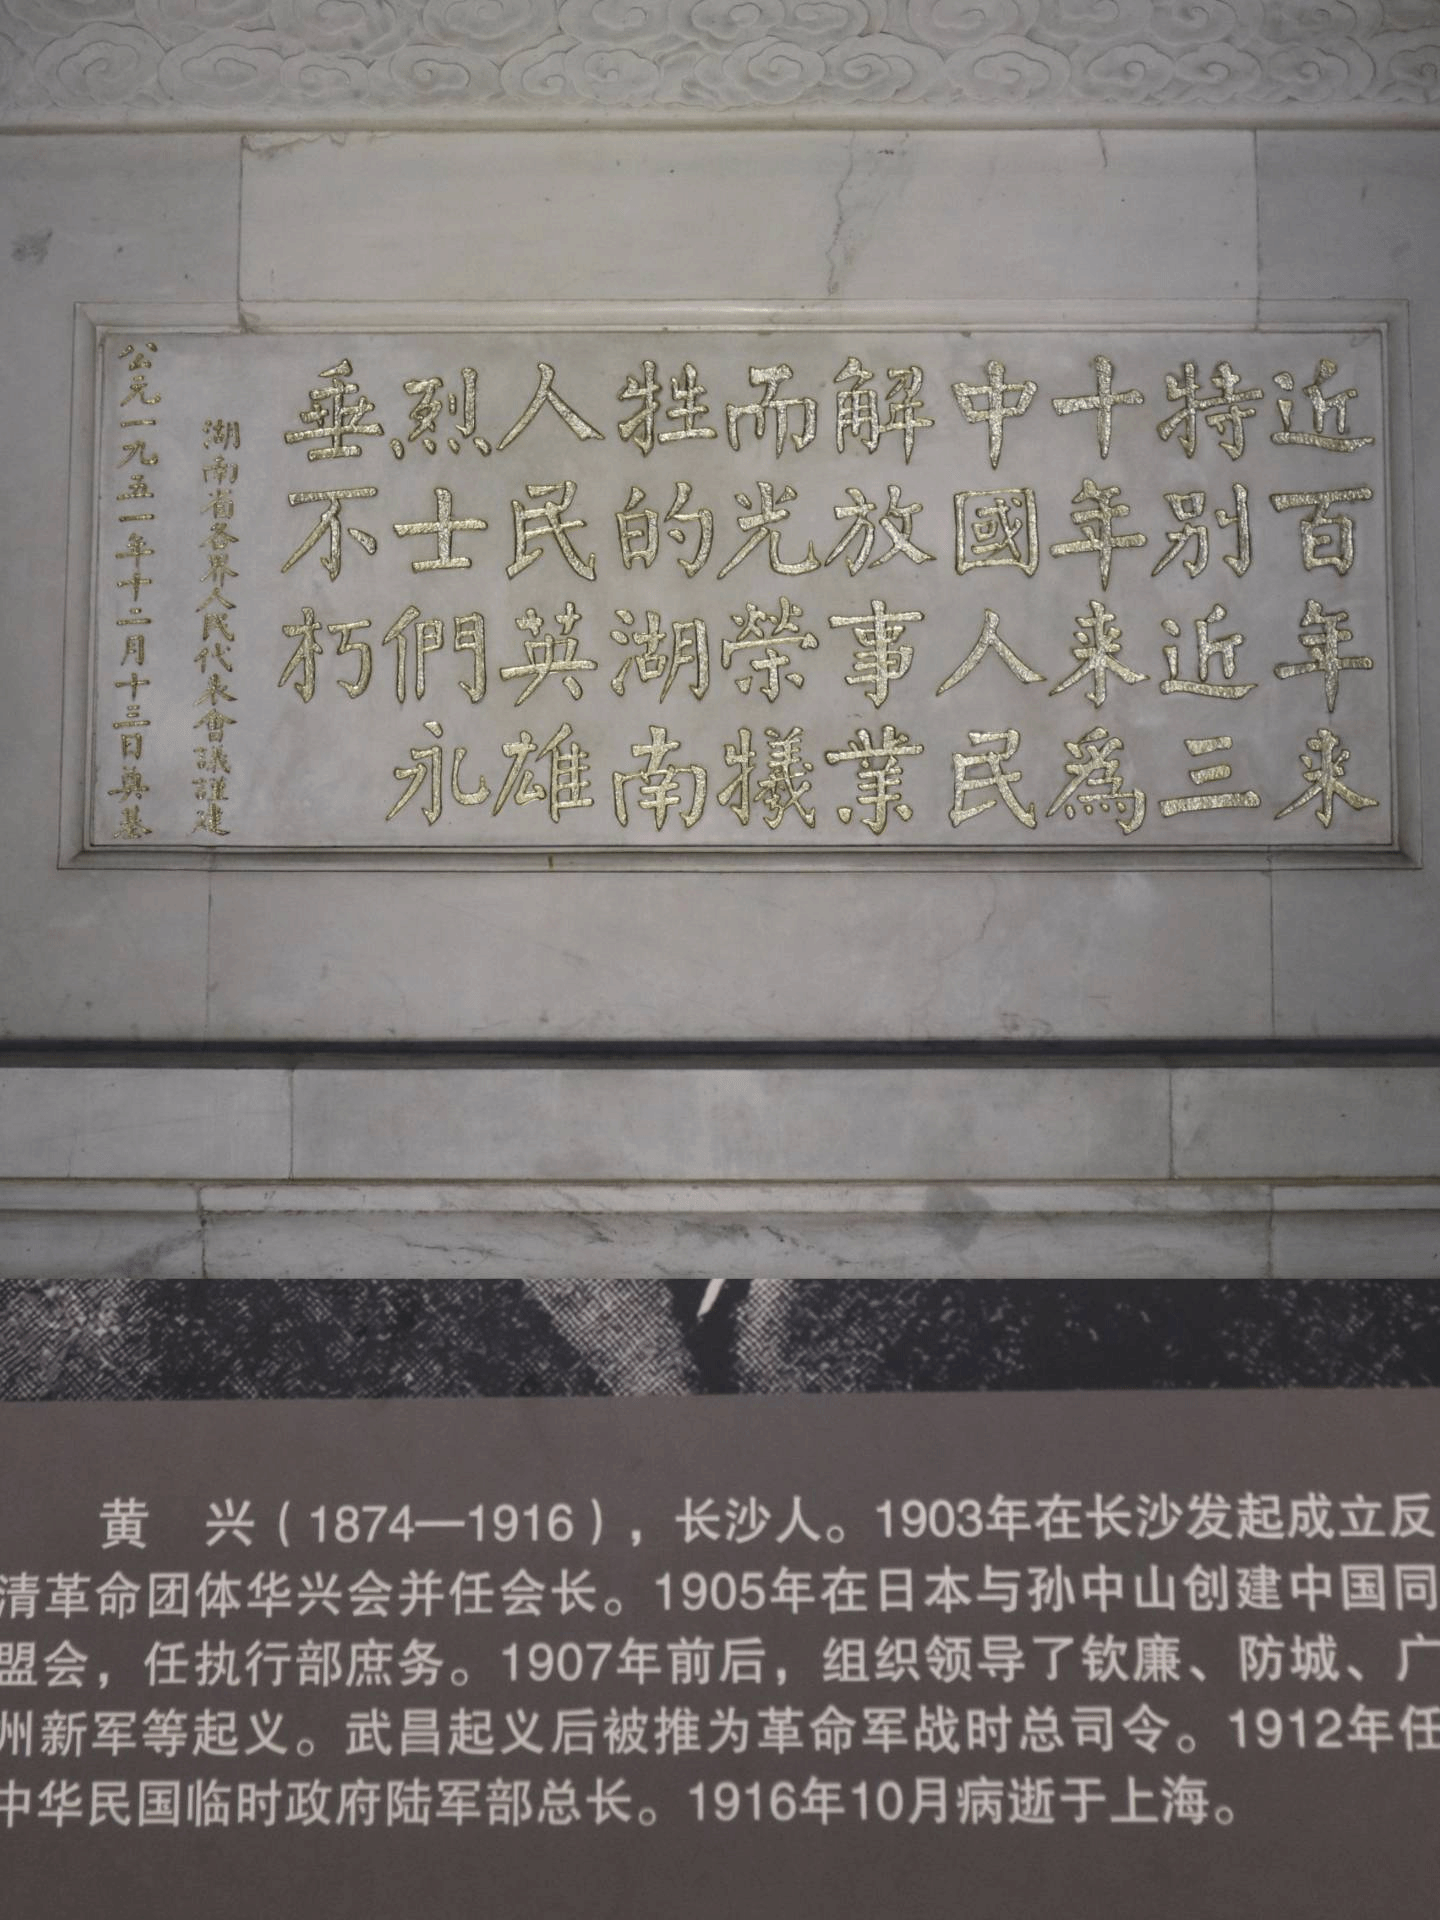 近百年来
特别近三
十年来為
中國人民
解放事業
而光榮犧
牲的湖南
人民英雄
烈士們永
垂不朽
湖南省各界人民代表會議謹建
公元一九五一年十二月十三日奠基
黄 兴（1874—1916），长沙人。1903年在长沙发起成立反
清革命团体华兴会并任会长。1905年在日本与孙中山创建中国同
盟会，任执行部庶务。1907年前后，组织领导了钦廉、防城、广
州新军等起义。武昌起义后被推为革命军战时总司令。1912年任
中华民国临时政府陆军部总长。1916年10月病逝于上海。